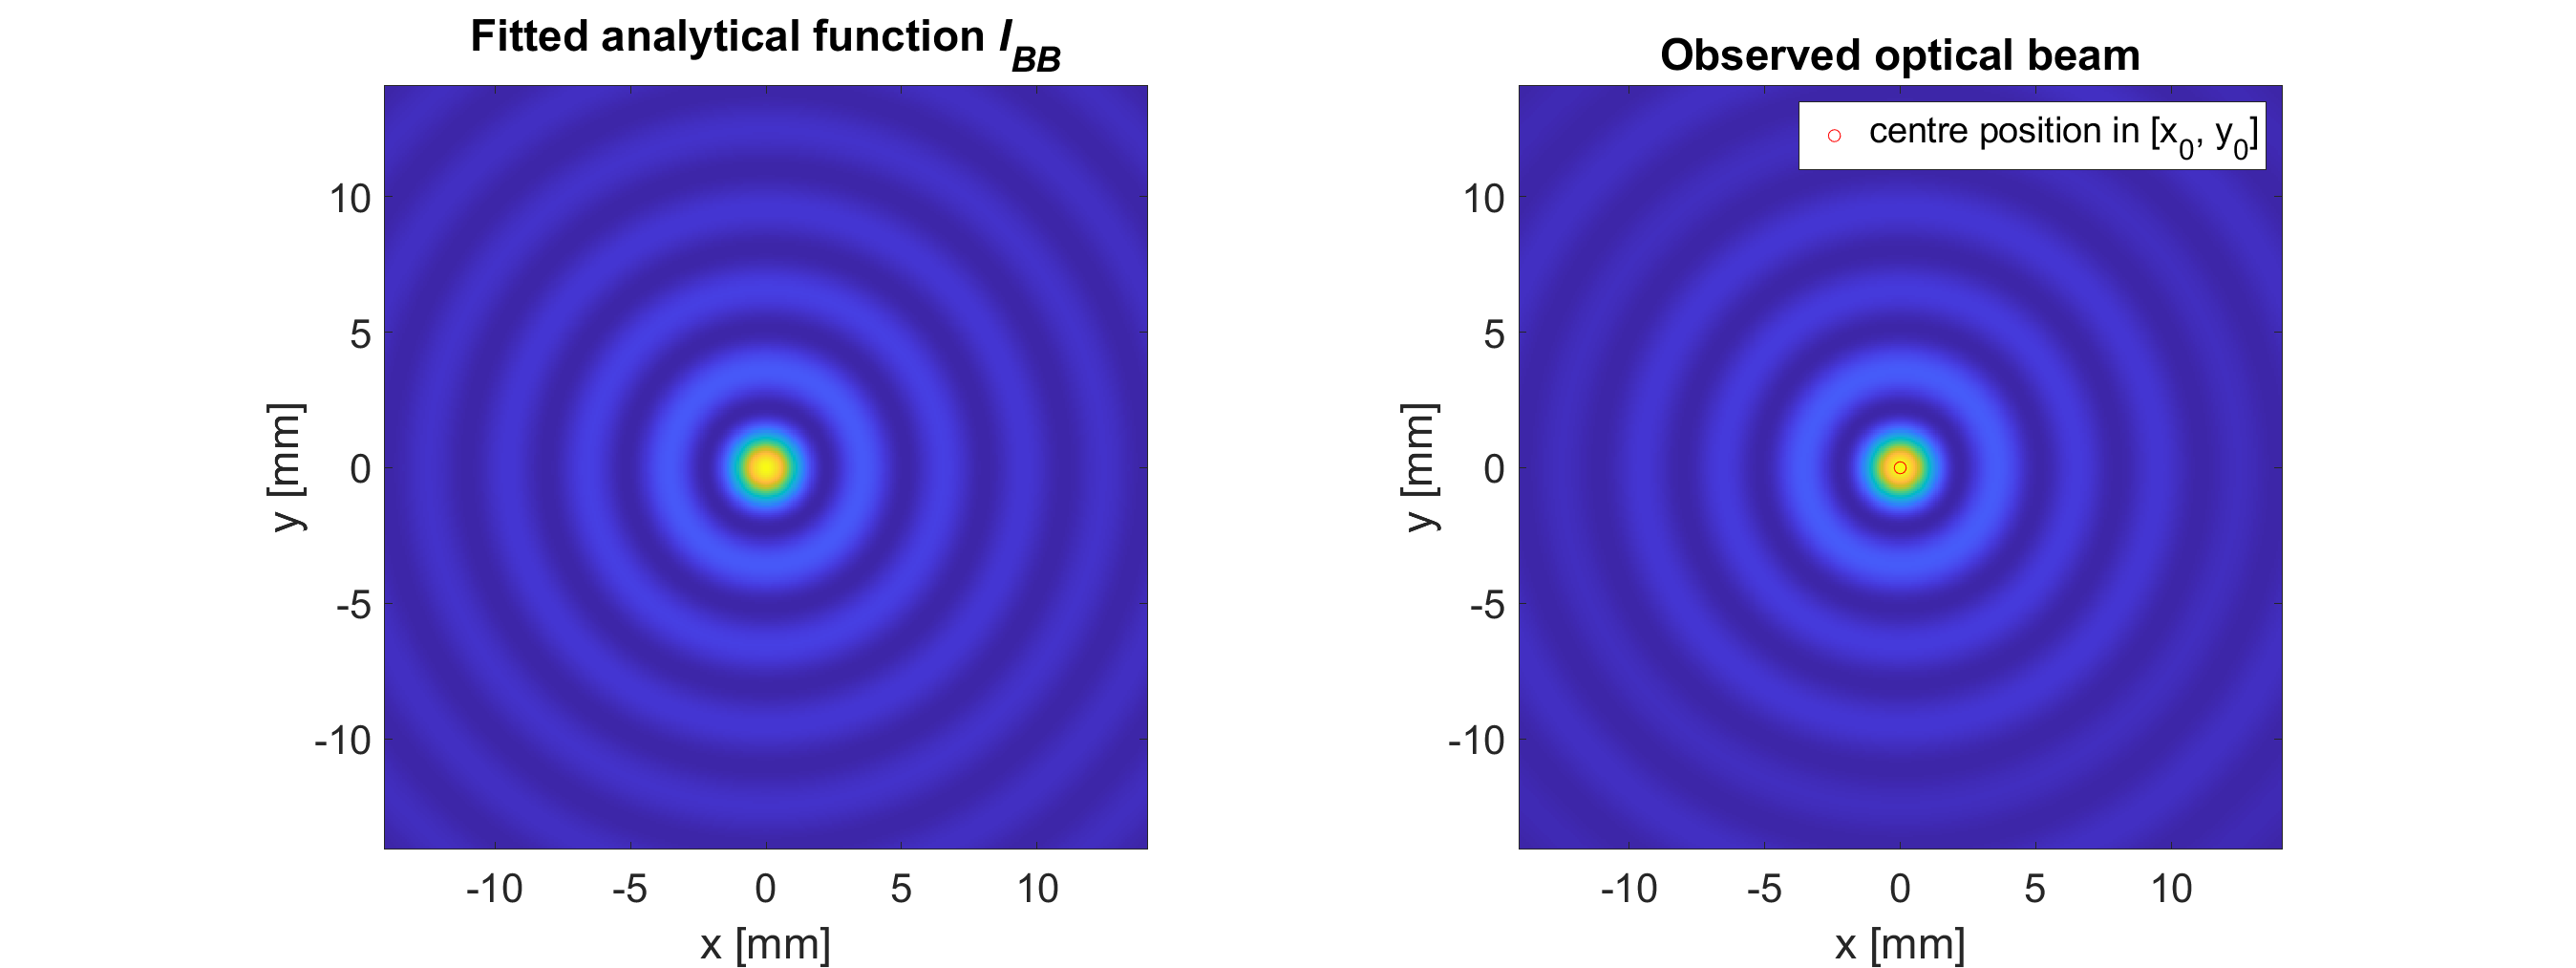 Fitted analytical function I_BB
10
5
0
-5
-10
y [mm]
-10 -5 0 5 10
x [mm]
Observed optical beam
centre position in [x_0, y_0]
10
5
0
-5
-10
y [mm]
-10 -5 0 5 10
x [mm]